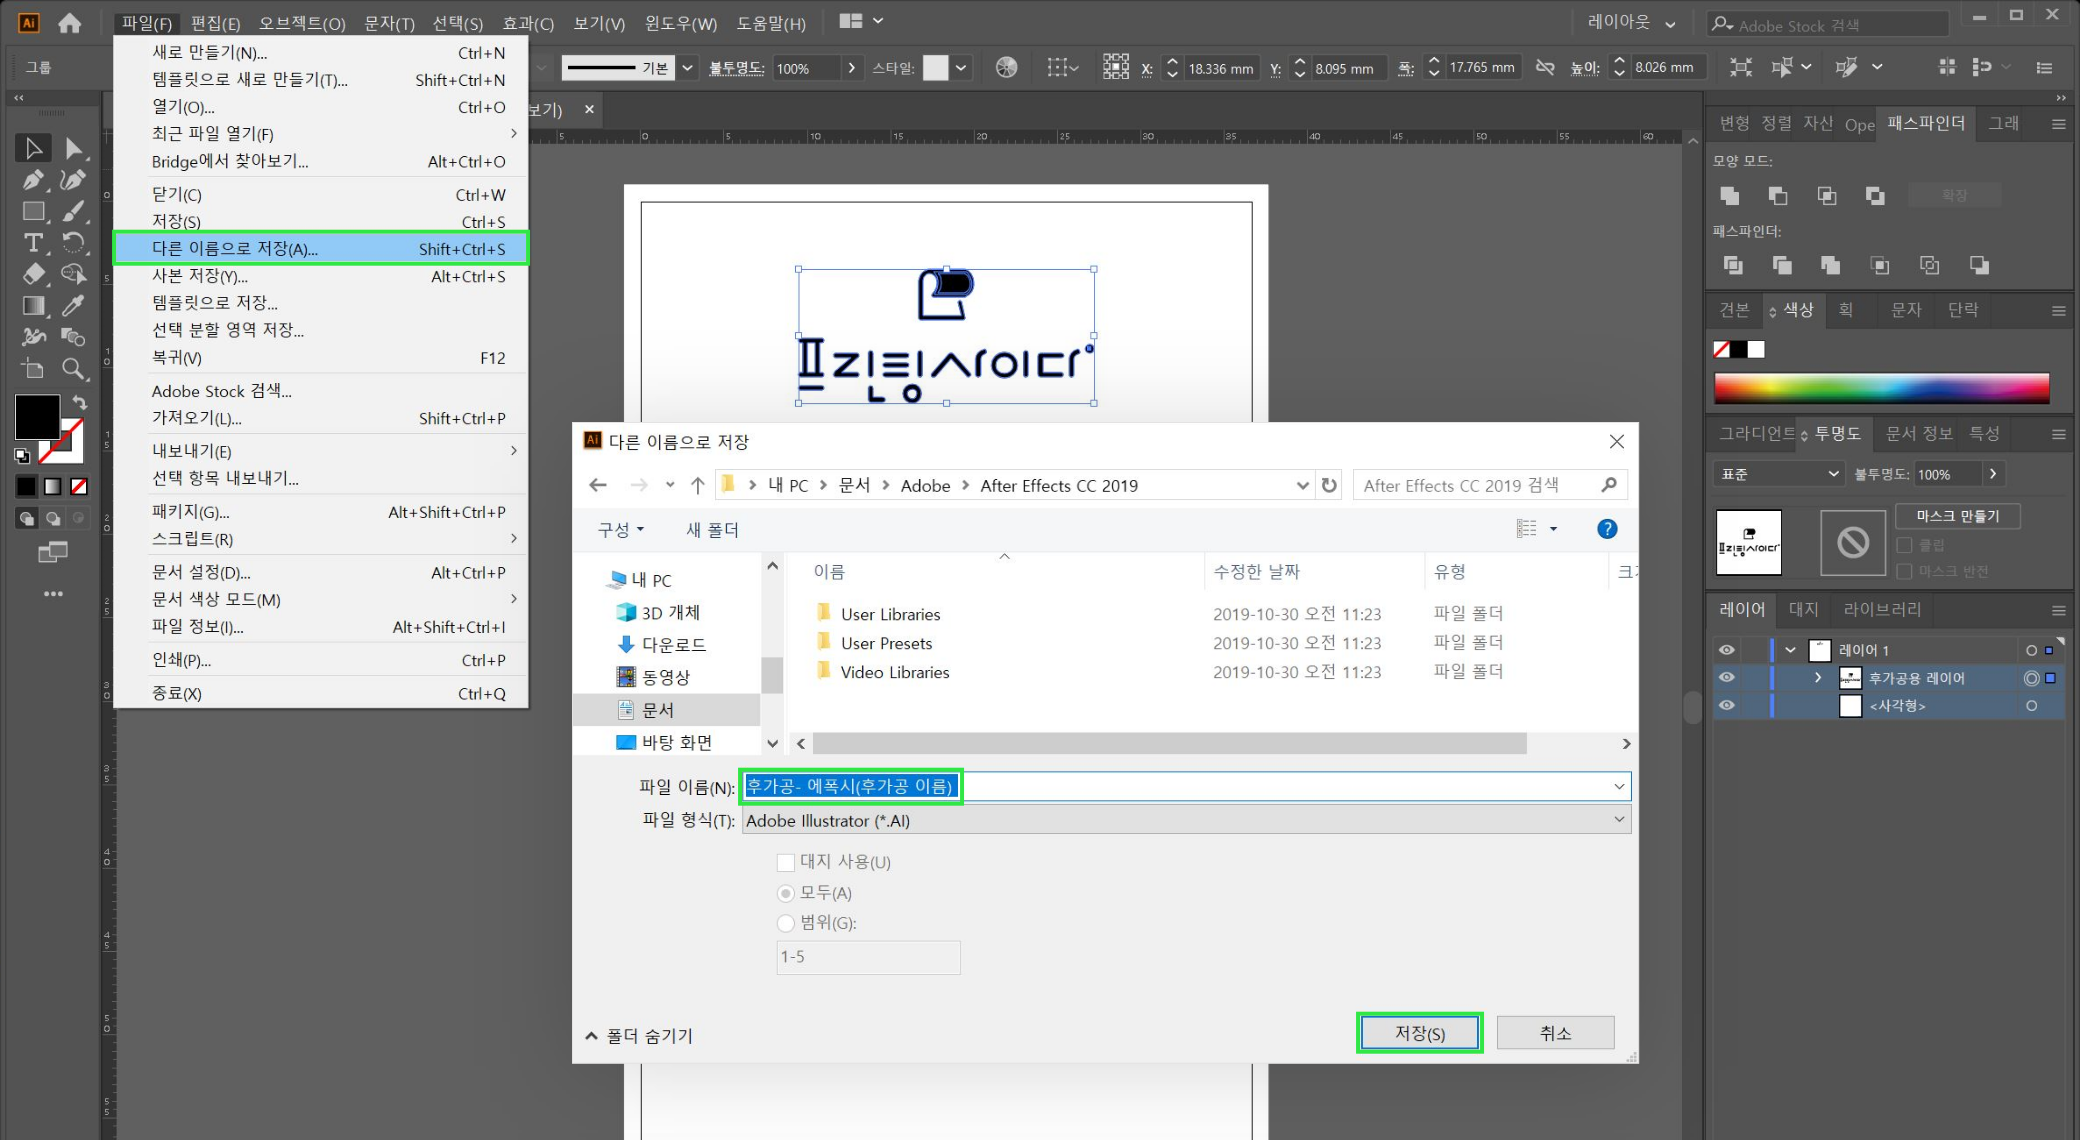 Ai 파일(F) 편집(E) 오브젝트(O) 문자(T) 선택(S) 효과(C) 보기(V) 윈도우(W) 도움말(H) 레이아웃 Adobe Stock 검색
그룹 기본 불투명도: 100% 스타일: X: 18.336 mm Y: 8.095 mm 폭: 17.765 mm 높이: 8.026 mm
보기) ×
새로 만들기(N)... Ctrl+N
템플릿으로 새로 만들기(T)... Shift+Ctrl+N
열기(O)... Ctrl+O
최근 파일 열기(F)
Bridge에서 찾아보기... Alt+Ctrl+O
닫기(C) Ctrl+W
저장(S) Ctrl+S
다른 이름으로 저장(A)... Shift+Ctrl+S
사본 저장(Y)... Alt+Ctrl+S
템플릿으로 저장...
선택 분할 영역 저장...
복귀(V) F12
Adobe Stock 검색...
가져오기(L)... Shift+Ctrl+P
내보내기(E)
선택 항목 내보내기...
패키지(G)... Alt+Shift+Ctrl+P
스크립트(R)
문서 설정(D)... Alt+Ctrl+P
문서 색상 모드(M)
파일 정보(I)... Alt+Shift+Ctrl+I
인쇄(P)... Ctrl+P
종료(X) Ctrl+Q
5 0 5 10 15 20 25 30 35 40 45 50 55 60
프린팅사이다
Ai 다른 이름으로 저장
내 PC > 문서 > Adobe > After Effects CC 2019
After Effects CC 2019 검색
구성 새 폴더
내 PC
3D 개체
다운로드
동영상
문서
바탕 화면
이름 수정한 날짜 유형
User Libraries 2019-10-30 오전 11:23 파일 폴더
User Presets 2019-10-30 오전 11:23 파일 폴더
Video Libraries 2019-10-30 오전 11:23 파일 폴더
파일 이름(N): 후가공- 에폭시(후가공 이름)
파일 형식(T): Adobe Illustrator (*.AI)
대지 사용(U)
모두(A)
범위(G):
1-5
폴더 숨기기
저장(S) 취소
변형 정렬 자산 Ope 패스파인더 그래
모양 모드:
확장
패스파인더:
견본 색상 획 문자 단락
그라디언트 투명도 문서 정보 특성
표준 불투명도: 100%
마스크 만들기
클립
마스크 반전
프린팅사이다
레이어 대지 라이브러리
레이어 1
후가공용 레이어
<사각형>